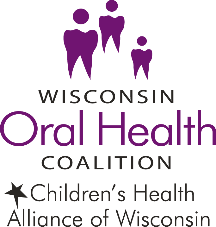 WISCONSIN
Oral Health
COALITION
Children's Health
Alliance of Wisconsin